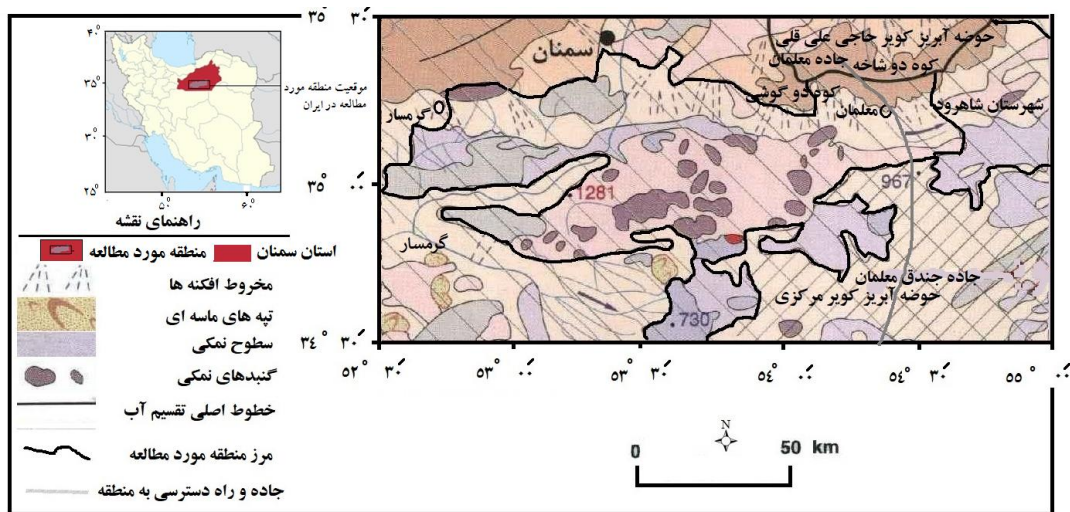 ۴۰°
۳۵°
۳۰°
۲۵°
۵۰°
۶۰°
موقعیت منطقه مورد
مطالعه در ایران
راهنمای نقشه
استان سمنان
منطقه مورد مطالعه
مخروط افکنه ها
تپه های ماسه ای
سطوح نمکی
گنبدهای نمکی
خطوط اصلی تقسیم آب
مرز منطقه مورد مطالعه
جاده و راه دسترسی به منطقه
۳۵° ۳۰´
۳۵° ۰۰´
۳۴° ۳۰´
سمنان
حوضه آبریز کویر حاجی علی قلی
کوه دو شاخه
جاده معلمان
کوه دو گوشی
معلمان
شهرستان شاهرود
گرمسار
1281
967
گرمسار
جاده جندق معلمان
حوضه آبریز کویر مرکزی
730
۵۲° ۳۰´
۵۳° ۰۰´
۵۳° ۳۰´
۵۴° ۰۰´
۵۴° ۳۰´
۵۵° ۰۰´
N
0
50 km